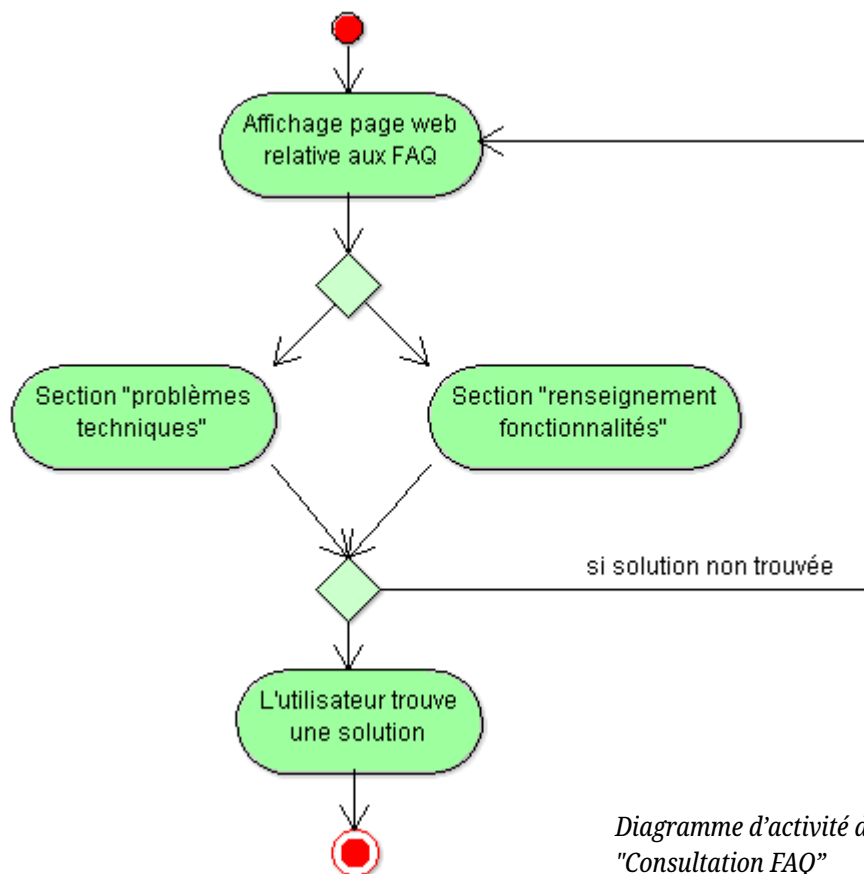 Affichage page web
relative aux FAQ
Section "problèmes
techniques"
Section "renseignement
fonctionnalités"
si solution non trouvée
L'utilisateur trouve
une solution
Diagramme d’activité
"Consultation FAQ”